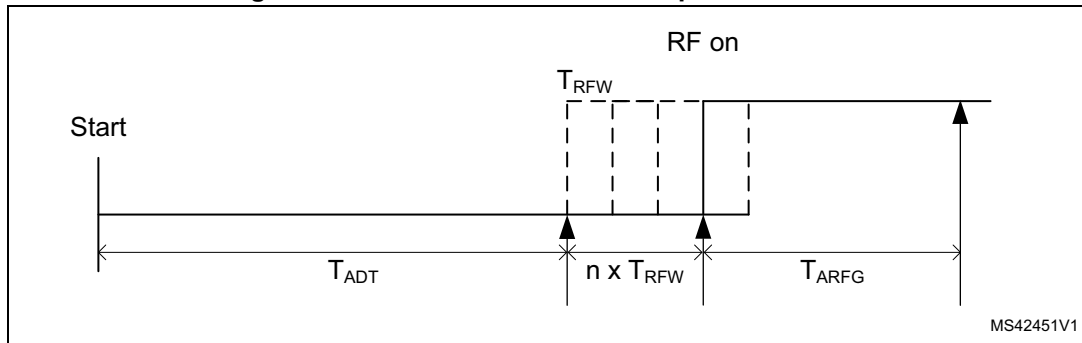 RF on
T_RFW
Start
T_ADT
n x T_RFW
T_ARFG
MS42451V1